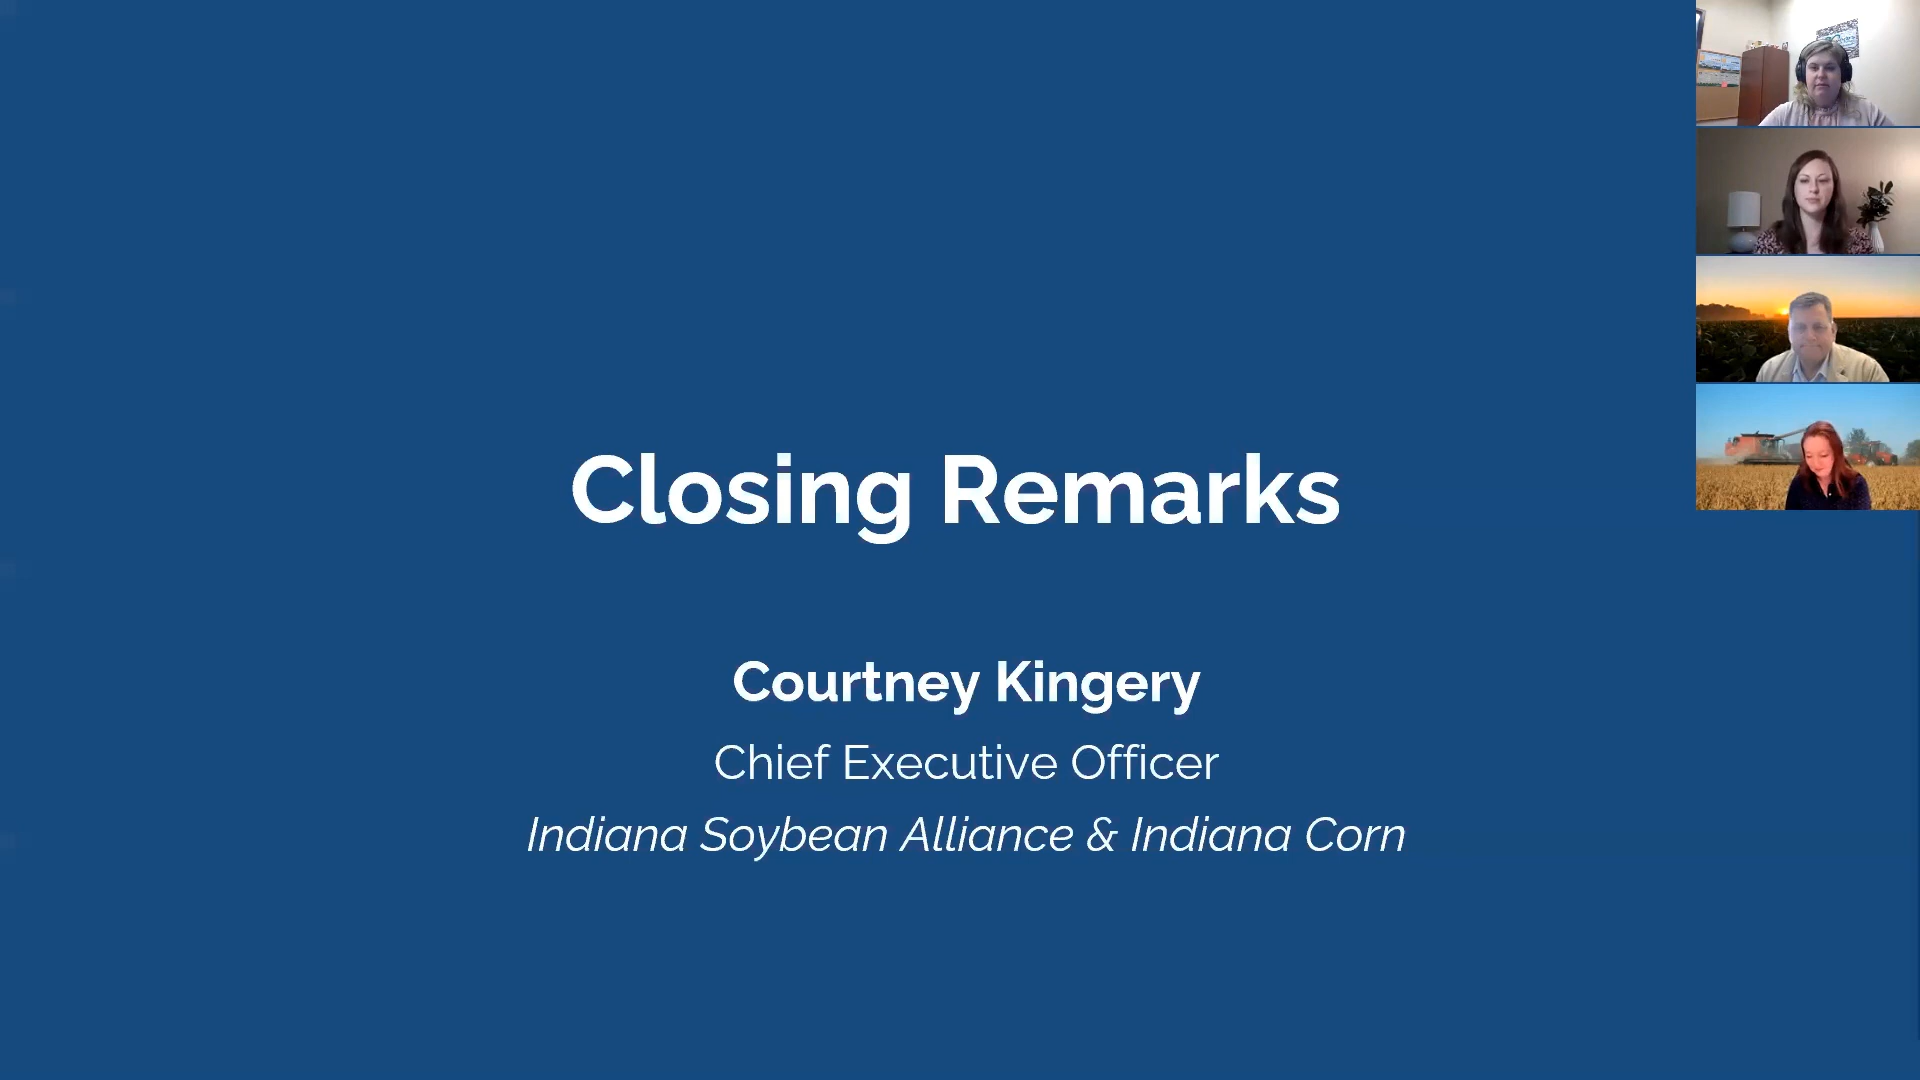 Closing Remarks
Courtney Kingery
Chief Executive Officer
Indiana Soybean Alliance & Indiana Corn